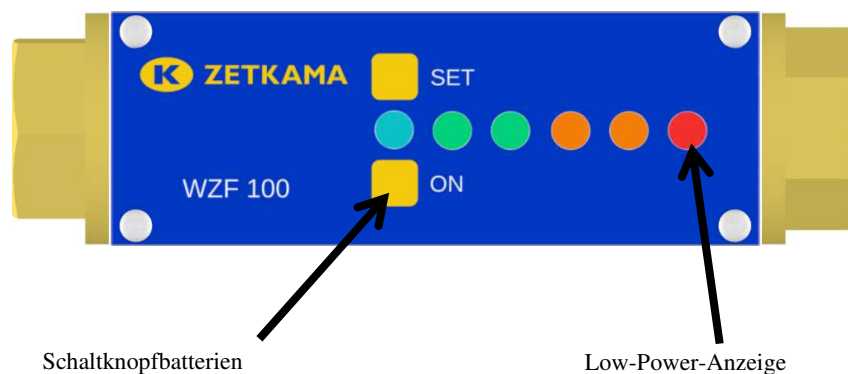 K ZETKAMA
SET
WZF 100
ON
Schaltknopfbatterien
Low-Power-Anzeige